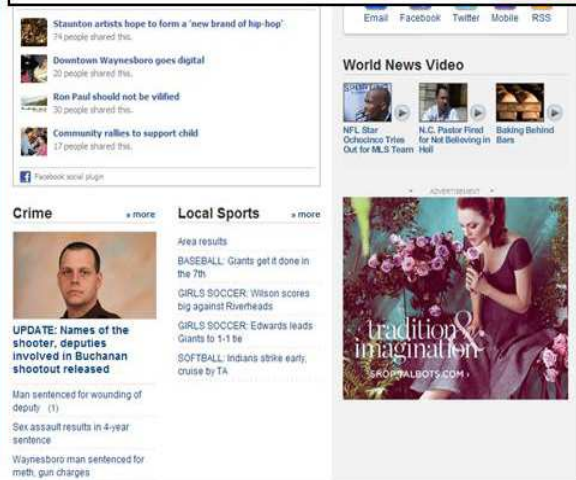 Staunton artists hope to form a 'new brand of hip-hop'
74 people shared this.
Downtown Waynesboro goes digital
20 people shared this.
Ron Paul should not be vilified
30 people shared this.
Community rallies to support child
17 people shared this.
Facebook social plugin
Email Facebook Twitter Mobile RSS
World News Video
NFL Star
Ochocinco Tries
Out for MLS Team
N.C. Pastor Fired
for Not Believing in
Hell
Baking Behind
Bars
ADVERTISEMENT
tradition &
imagination
SHOP TALBOTS.COM ›
Crime
» more
UPDATE: Names of the
shooter, deputies
involved in Buchanan
shootout released
Man sentenced for wounding of
deputy (1)
Sex assault results in 4-year
sentence
Waynesboro man sentenced for
meth, gun charges
Local Sports
» more
Area results
BASEBALL: Giants get it done in
the 7th
GIRLS SOCCER: Wilson scores
big against Riverheads
GIRLS SOCCER: Edwards leads
Giants to 1-1 tie
SOFTBALL: Indians strike early,
cruise by TA